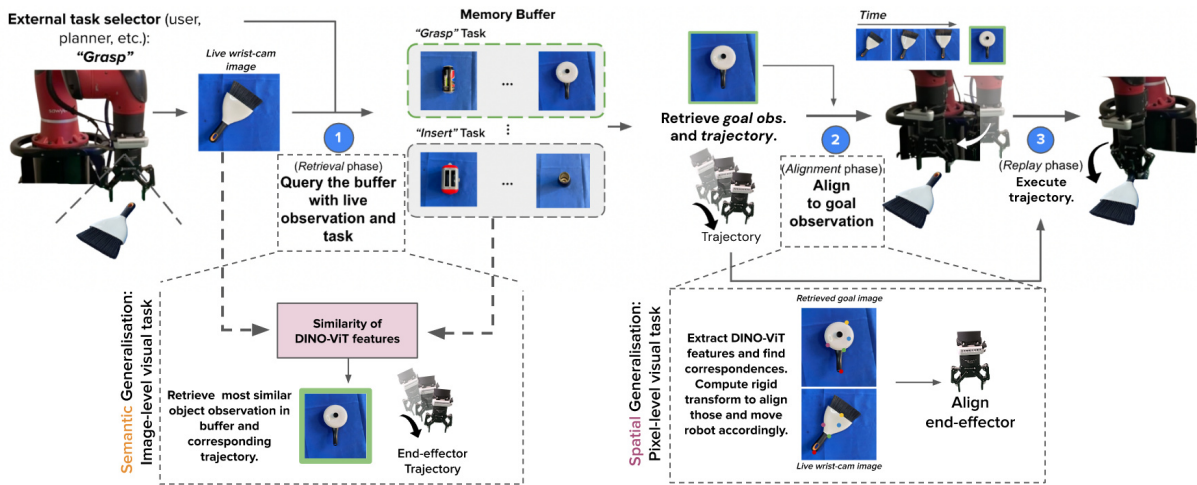 External task selector (user,
planner, etc.):
“Grasp”
Live wrist-cam
image
1
(Retrieval phase)
Query the buffer
with live
observation and
task
Memory Buffer
“Grasp” Task
...
“Insert” Task
...
Retrieve goal obs.
and trajectory.
Trajectory
Time
2
(Alignment phase)
Align
to goal
observation
3
(Replay phase)
Execute
trajectory.
Semantic Generalisation:
Image-level visual task
Similarity of
DINO-ViT features
Retrieve most similar
object observation in
buffer and
corresponding
trajectory.
End-effector
Trajectory
Spatial Generalisation:
Pixel-level visual task
Extract DINO-ViT
features and find
correspondences.
Compute rigid
transform to align
those and move
robot accordingly.
Retrieved goal image
Live wrist-cam image
Align
end-effector